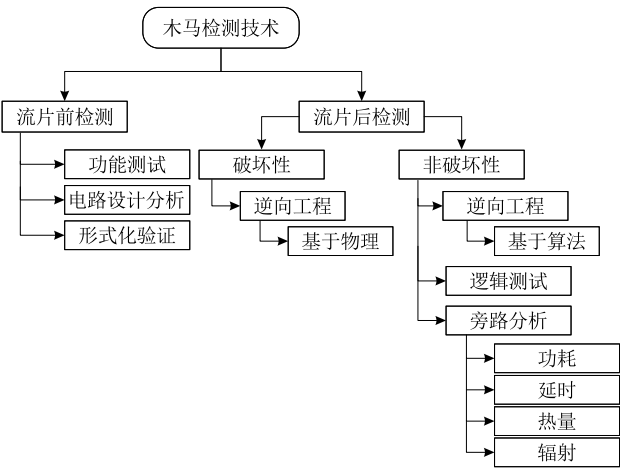 木马检测技术
流片前检测
流片后检测
功能测试
电路设计分析
形式化验证
破坏性
逆向工程
基于物理
非破坏性
逆向工程
基于算法
逻辑测试
旁路分析
功耗
延时
热量
辐射